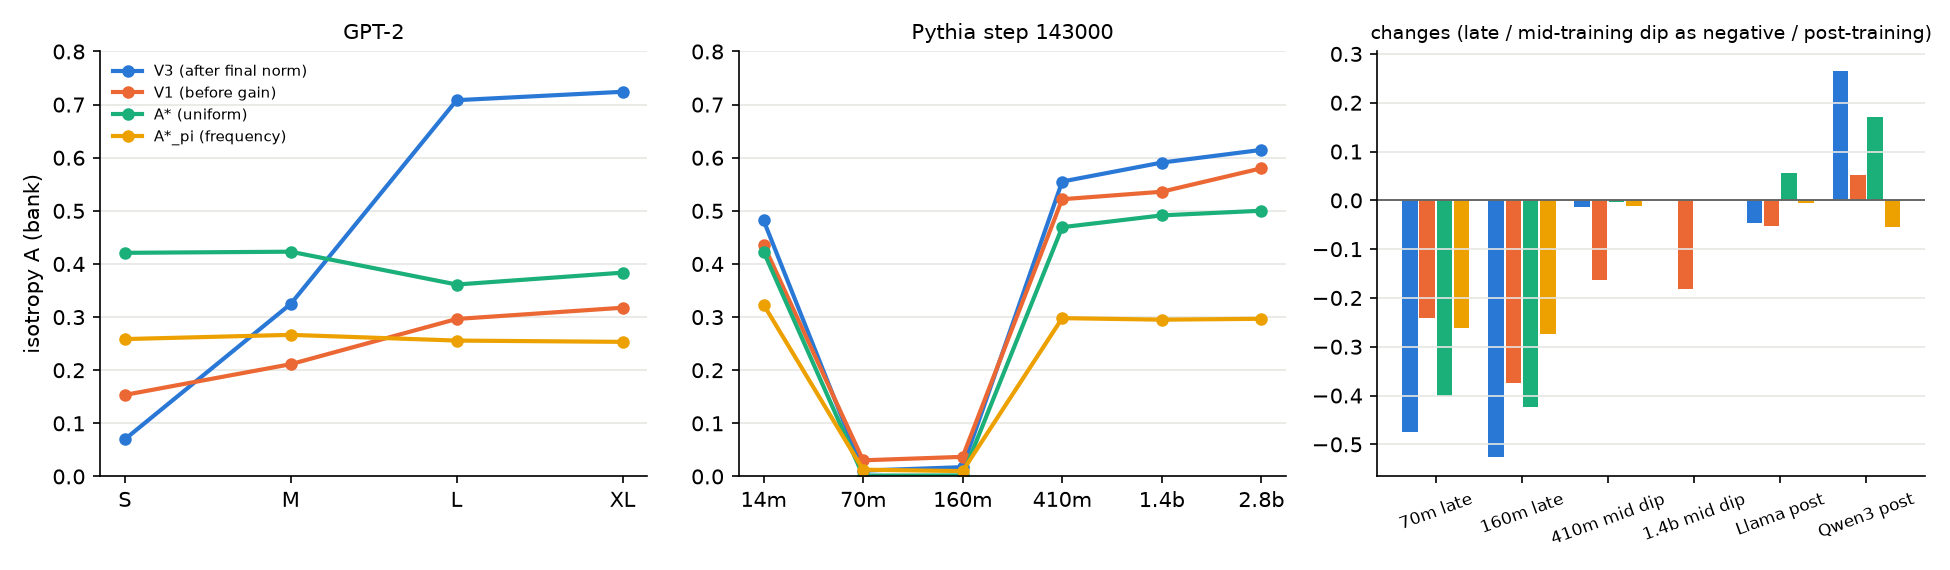 GPT-2
isotropy A (bank)
0.8
0.7
0.6
0.5
0.4
0.3
0.2
0.1
0.0
V3 (after final norm)
V1 (before gain)
A* (uniform)
A*_pi (frequency)
S M L XL
Pythia step 143000
0.8
0.7
0.6
0.5
0.4
0.3
0.2
0.1
0.0
14m 70m 160m 410m 1.4b 2.8b
changes (late / mid-training dip as negative / post-training)
0.3
0.2
0.1
0.0
−0.1
−0.2
−0.3
−0.4
−0.5
70m late
160m late
410m mid dip
1.4b mid dip
Llama post
Qwen3 post